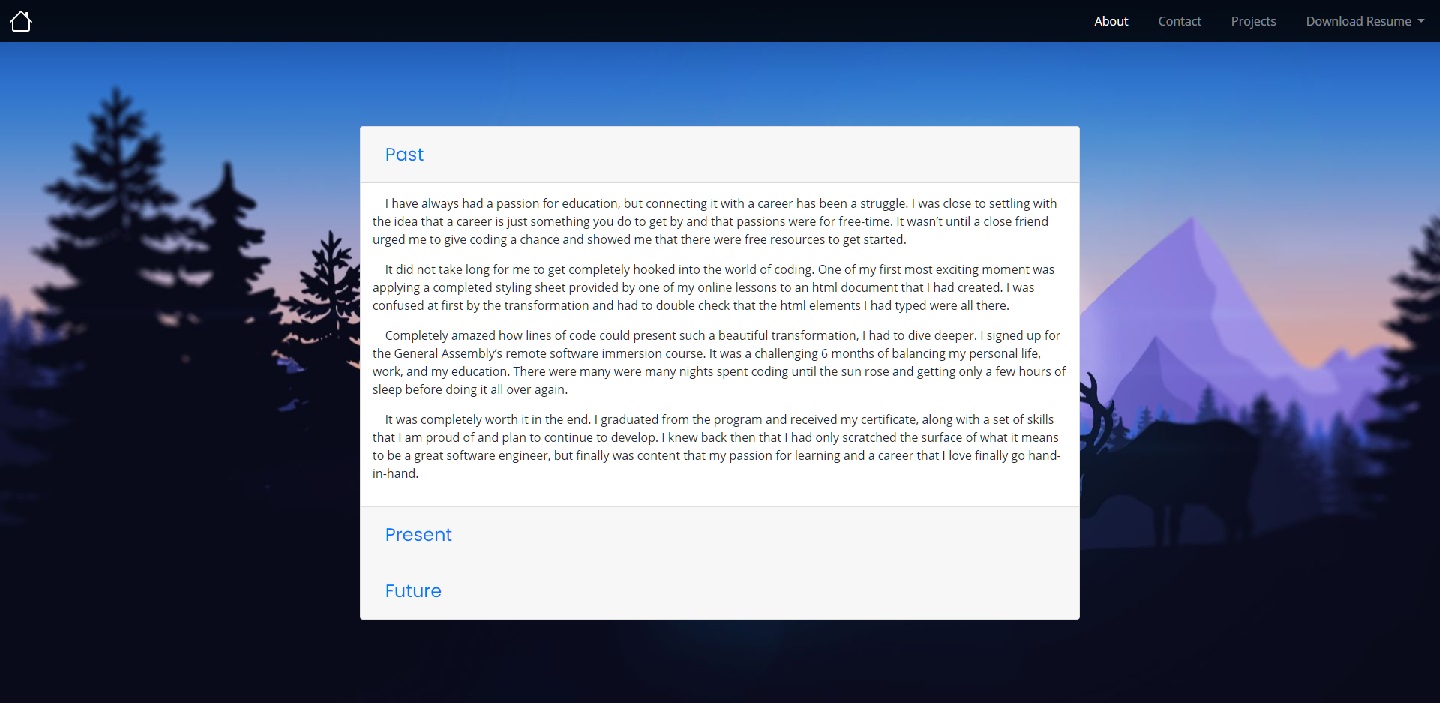 About Contact Projects Download Resume
Past
I have always had a passion for education, but connecting it with a career has been a struggle. I was close to settling with
the idea that a career is just something you do to get by and that passions were for free-time. It wasn't until a close friend
urged me to give coding a chance and showed me that there were free resources to get started.
It did not take long for me to get completely hooked into the world of coding. One of my first most exciting moment was
applying a completed styling sheet provided by one of my online lessons to an html document that I had created. I was
confused at first by the transformation and had to double check that the html elements I had typed were all there.
Completely amazed how lines of code could present such a beautiful transformation, I had to dive deeper. I signed up for
the General Assembly's remote software immersion course. It was a challenging 6 months of balancing my personal life,
work, and my education. There were many were many nights spent coding until the sun rose and getting only a few hours of
sleep before doing it all over again.
It was completely worth it in the end. I graduated from the program and received my certificate, along with a set of skills
that I am proud of and plan to continue to develop. I knew back then that I had only scratched the surface of what it means
to be a great software engineer, but finally was content that my passion for learning and a career that I love finally go hand-
in-hand.
Present
Future